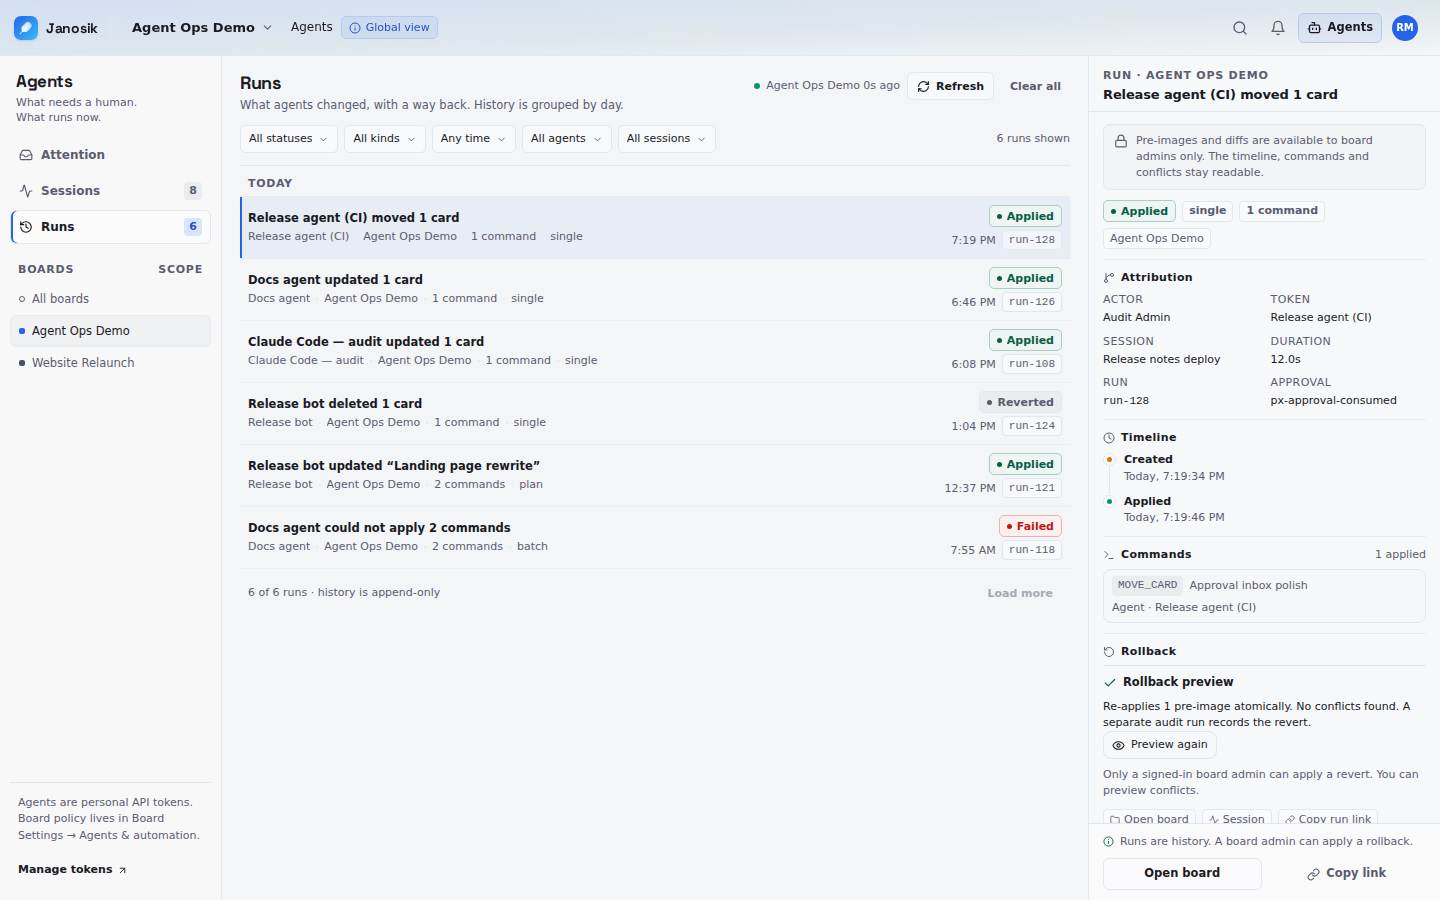 Janosik
Agent Ops Demo
Agents
Global view
Agents
RM
Agents
What needs a human.
What runs now.
Attention
Sessions 8
Runs 6
BOARDS SCOPE
All boards
Agent Ops Demo
Website Relaunch
Agents are personal API tokens.
Board policy lives in Board
Settings → Agents & automation.
Manage tokens
Runs
What agents changed, with a way back. History is grouped by day.
Agent Ops Demo 0s ago
Refresh
Clear all
All statuses
All kinds
Any time
All agents
All sessions
6 runs shown
TODAY
Release agent (CI) moved 1 card
Applied
Release agent (CI) Agent Ops Demo 1 command single
7:19 PM run-128
Docs agent updated 1 card
Applied
Docs agent · Agent Ops Demo · 1 command · single
6:46 PM run-126
Claude Code — audit updated 1 card
Applied
Claude Code — audit · Agent Ops Demo · 1 command · single
6:08 PM run-108
Release bot deleted 1 card
Reverted
Release bot · Agent Ops Demo · 1 command · single
1:04 PM run-124
Release bot updated “Landing page rewrite”
Applied
Release bot · Agent Ops Demo · 2 commands · plan
12:37 PM run-121
Docs agent could not apply 2 commands
Failed
Docs agent · Agent Ops Demo · 2 commands · batch
7:55 AM run-118
6 of 6 runs · history is append-only
Load more
RUN · AGENT OPS DEMO
Release agent (CI) moved 1 card
Pre-images and diffs are available to board
admins only. The timeline, commands and
conflicts stay readable.
Applied
single
1 command
Agent Ops Demo
Attribution
ACTOR TOKEN
Audit Admin Release agent (CI)
SESSION DURATION
Release notes deploy 12.0s
RUN APPROVAL
run-128 px-approval-consumed
Timeline
Created
Today, 7:19:34 PM
Applied
Today, 7:19:46 PM
Commands 1 applied
MOVE_CARD Approval inbox polish
Agent · Release agent (CI)
Rollback
Rollback preview
Re-applies 1 pre-image atomically. No conflicts found. A
separate audit run records the revert.
Preview again
Only a signed-in board admin can apply a revert. You can
preview conflicts.
Open board
Session
Copy run link
Runs are history. A board admin can apply a rollback.
Open board
Copy link